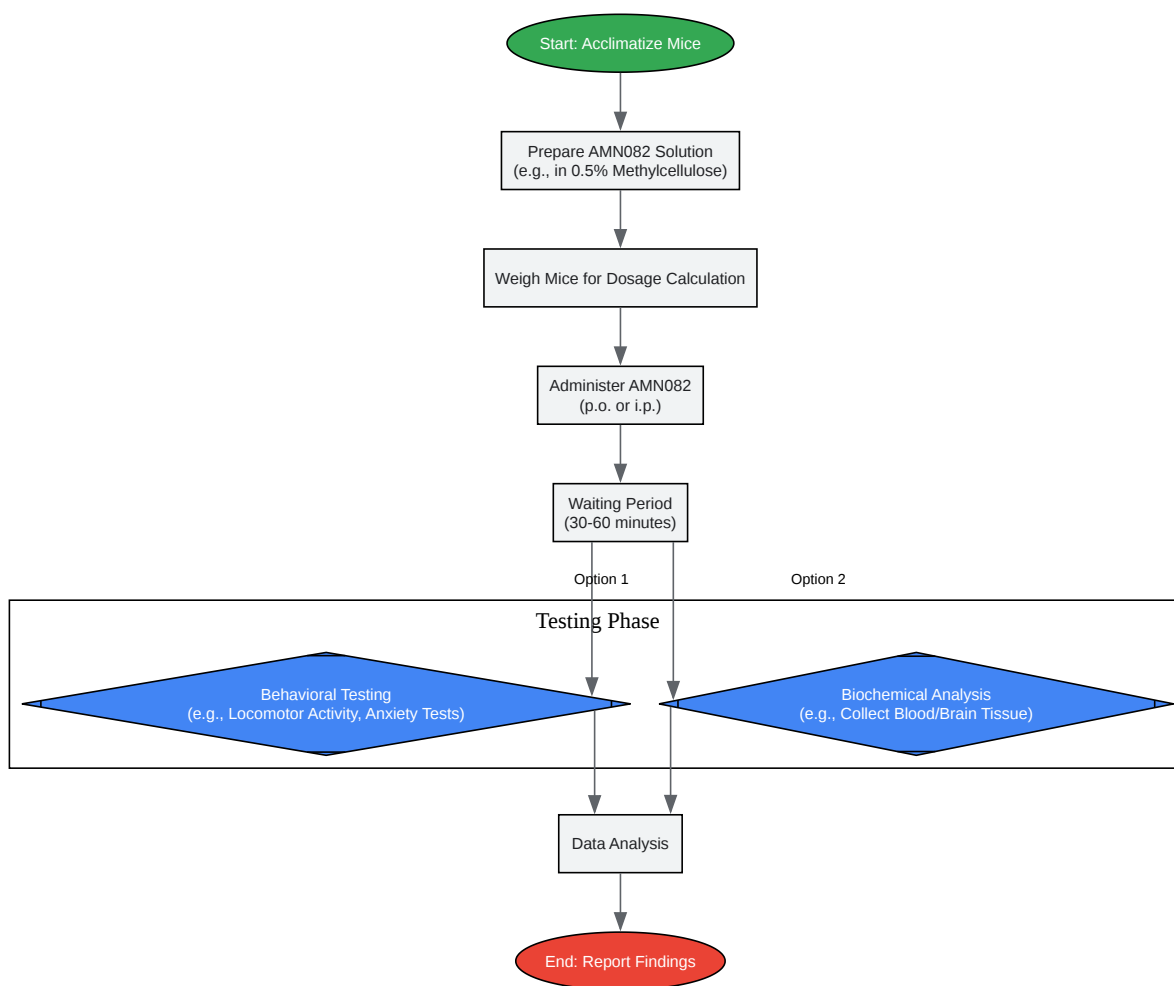 Start: Acclimatize Mice
Prepare AMN082 Solution
(e.g., in 0.5% Methylcellulose)
Weigh Mice for Dosage Calculation
Administer AMN082
(p.o. or i.p.)
Waiting Period
(30-60 minutes)
Option 1
Option 2
Testing Phase
Behavioral Testing
(e.g., Locomotor Activity, Anxiety Tests)
Biochemical Analysis
(e.g., Collect Blood/Brain Tissue)
Data Analysis
End: Report Findings